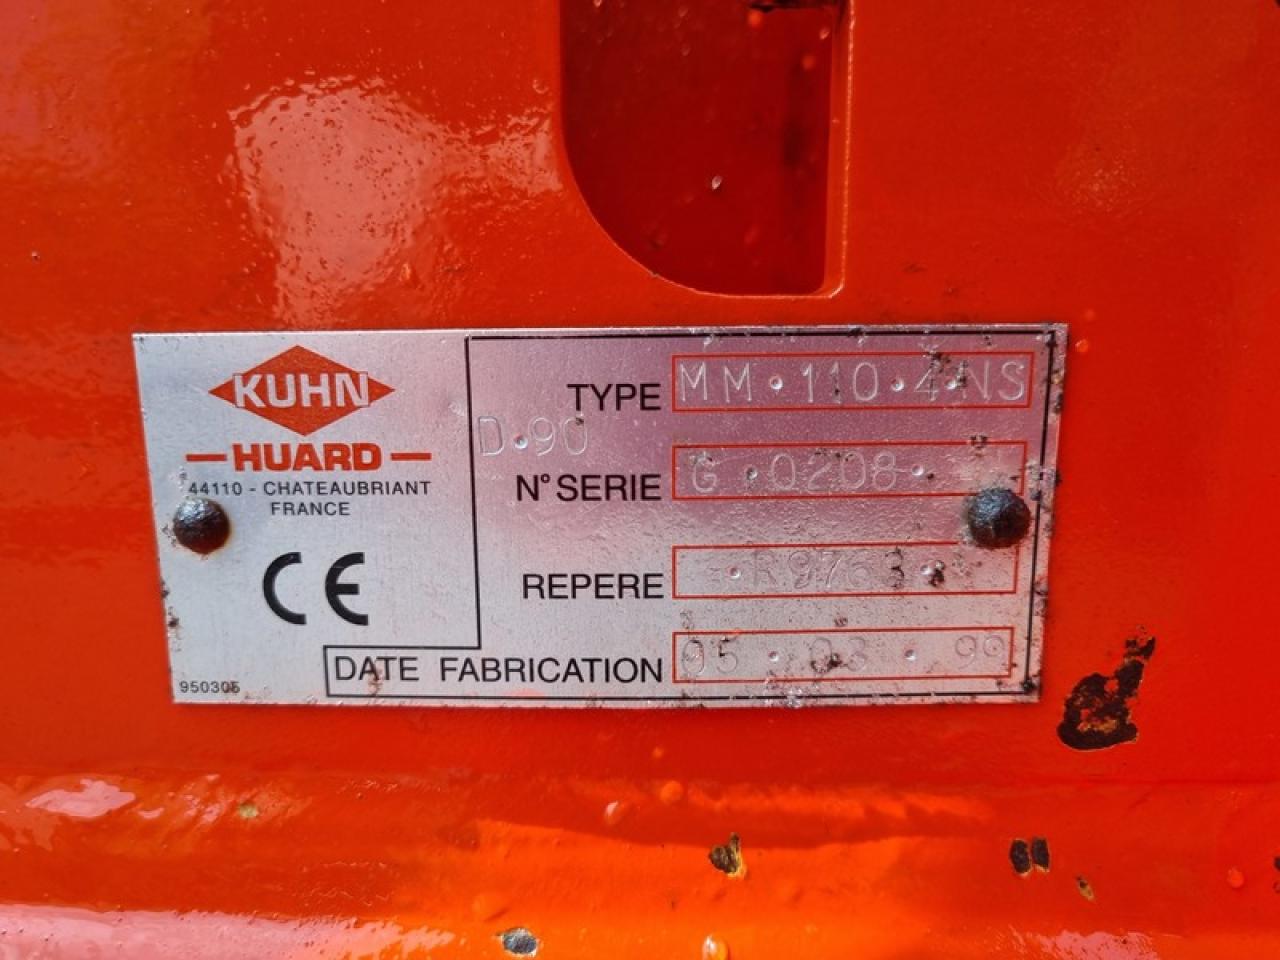 KUHN
HUARD
44110 - CHATEAUBRIANT
FRANCE
CE
950305
TYPE MM.110.4.NS
D.90
N° SERIE G.0208.
REPERE .R9763.
DATE FABRICATION 05.03.99